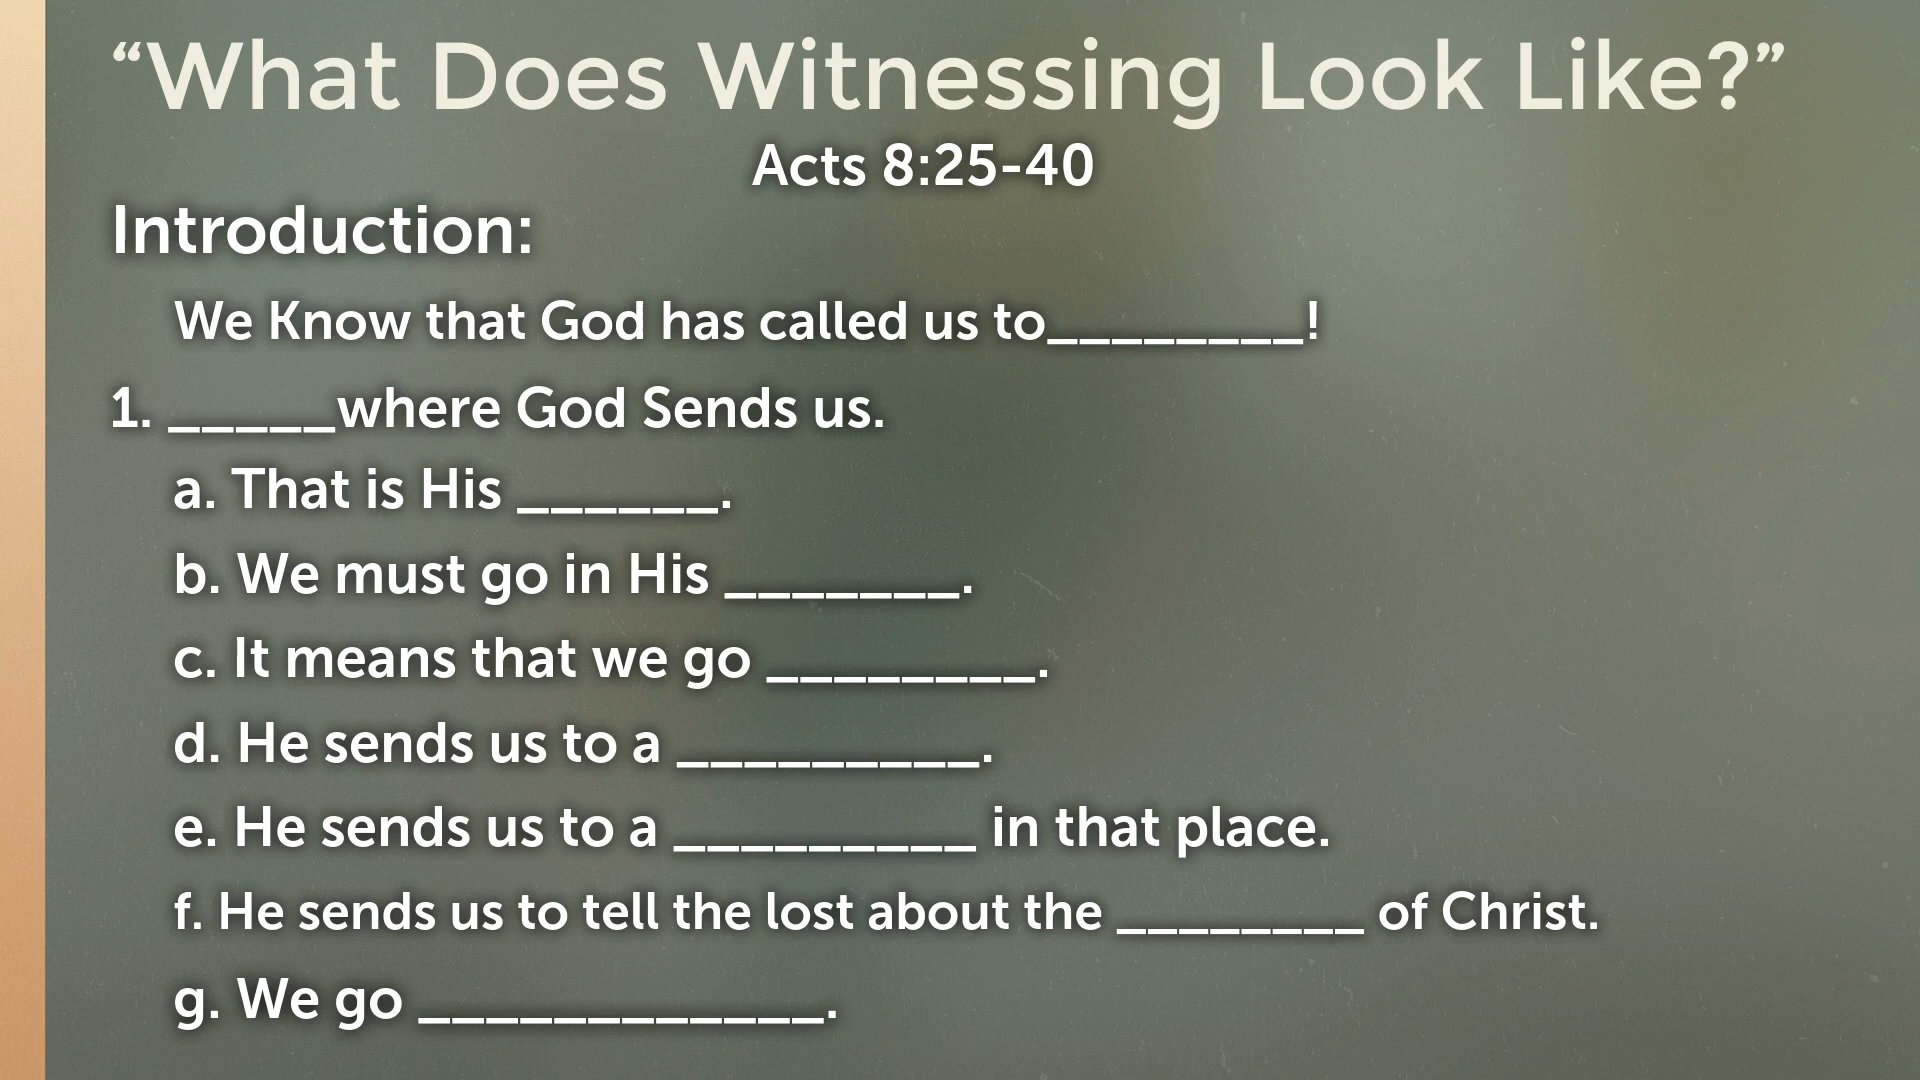 “What Does Witnessing Look Like?”
Acts 8:25-40
Introduction:
We Know that God has called us to________!
1. _____where God Sends us.
a. That is His ______.
b. We must go in His _______.
c. It means that we go ________.
d. He sends us to a _________.
e. He sends us to a _________ in that place.
f. He sends us to tell the lost about the ________ of Christ.
g. We go ____________.